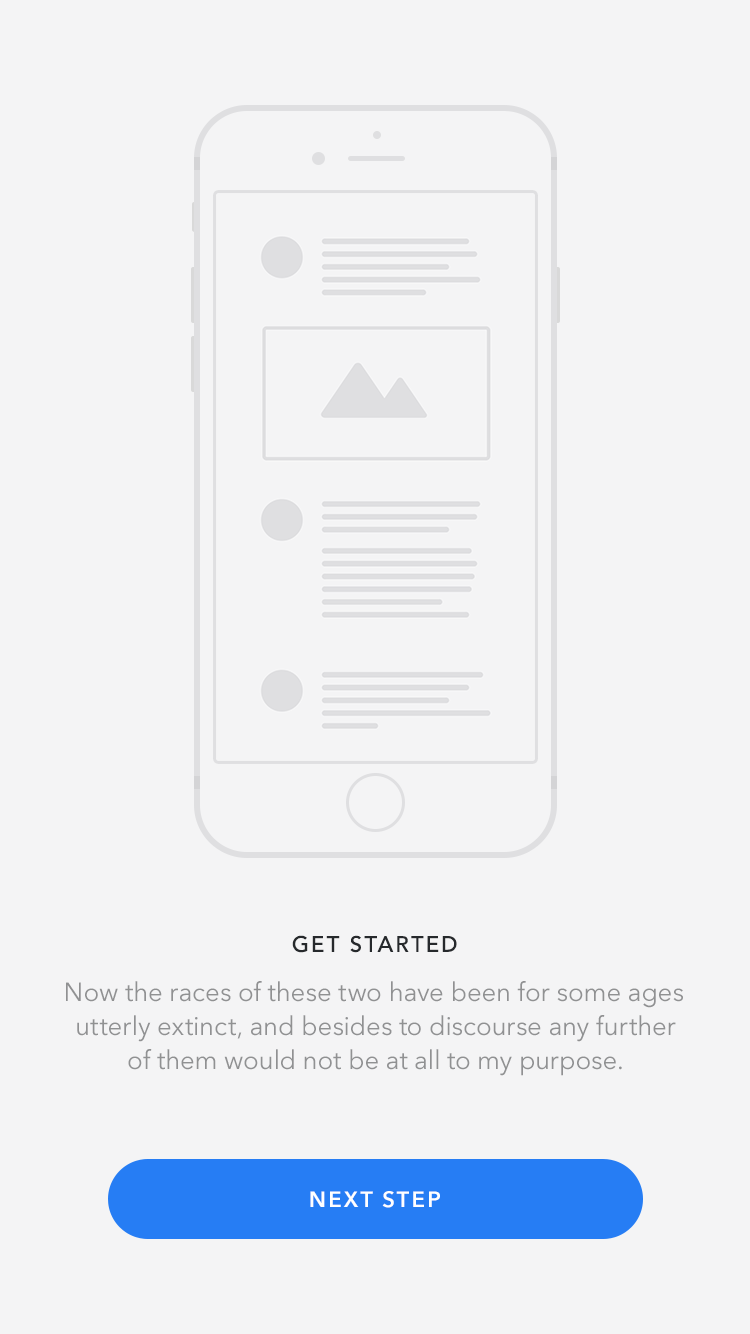 GET STARTED
Now the races of these two have been for some ages
utterly extinct, and besides to discourse any further
of them would not be at all to my purpose.
NEXT STEP